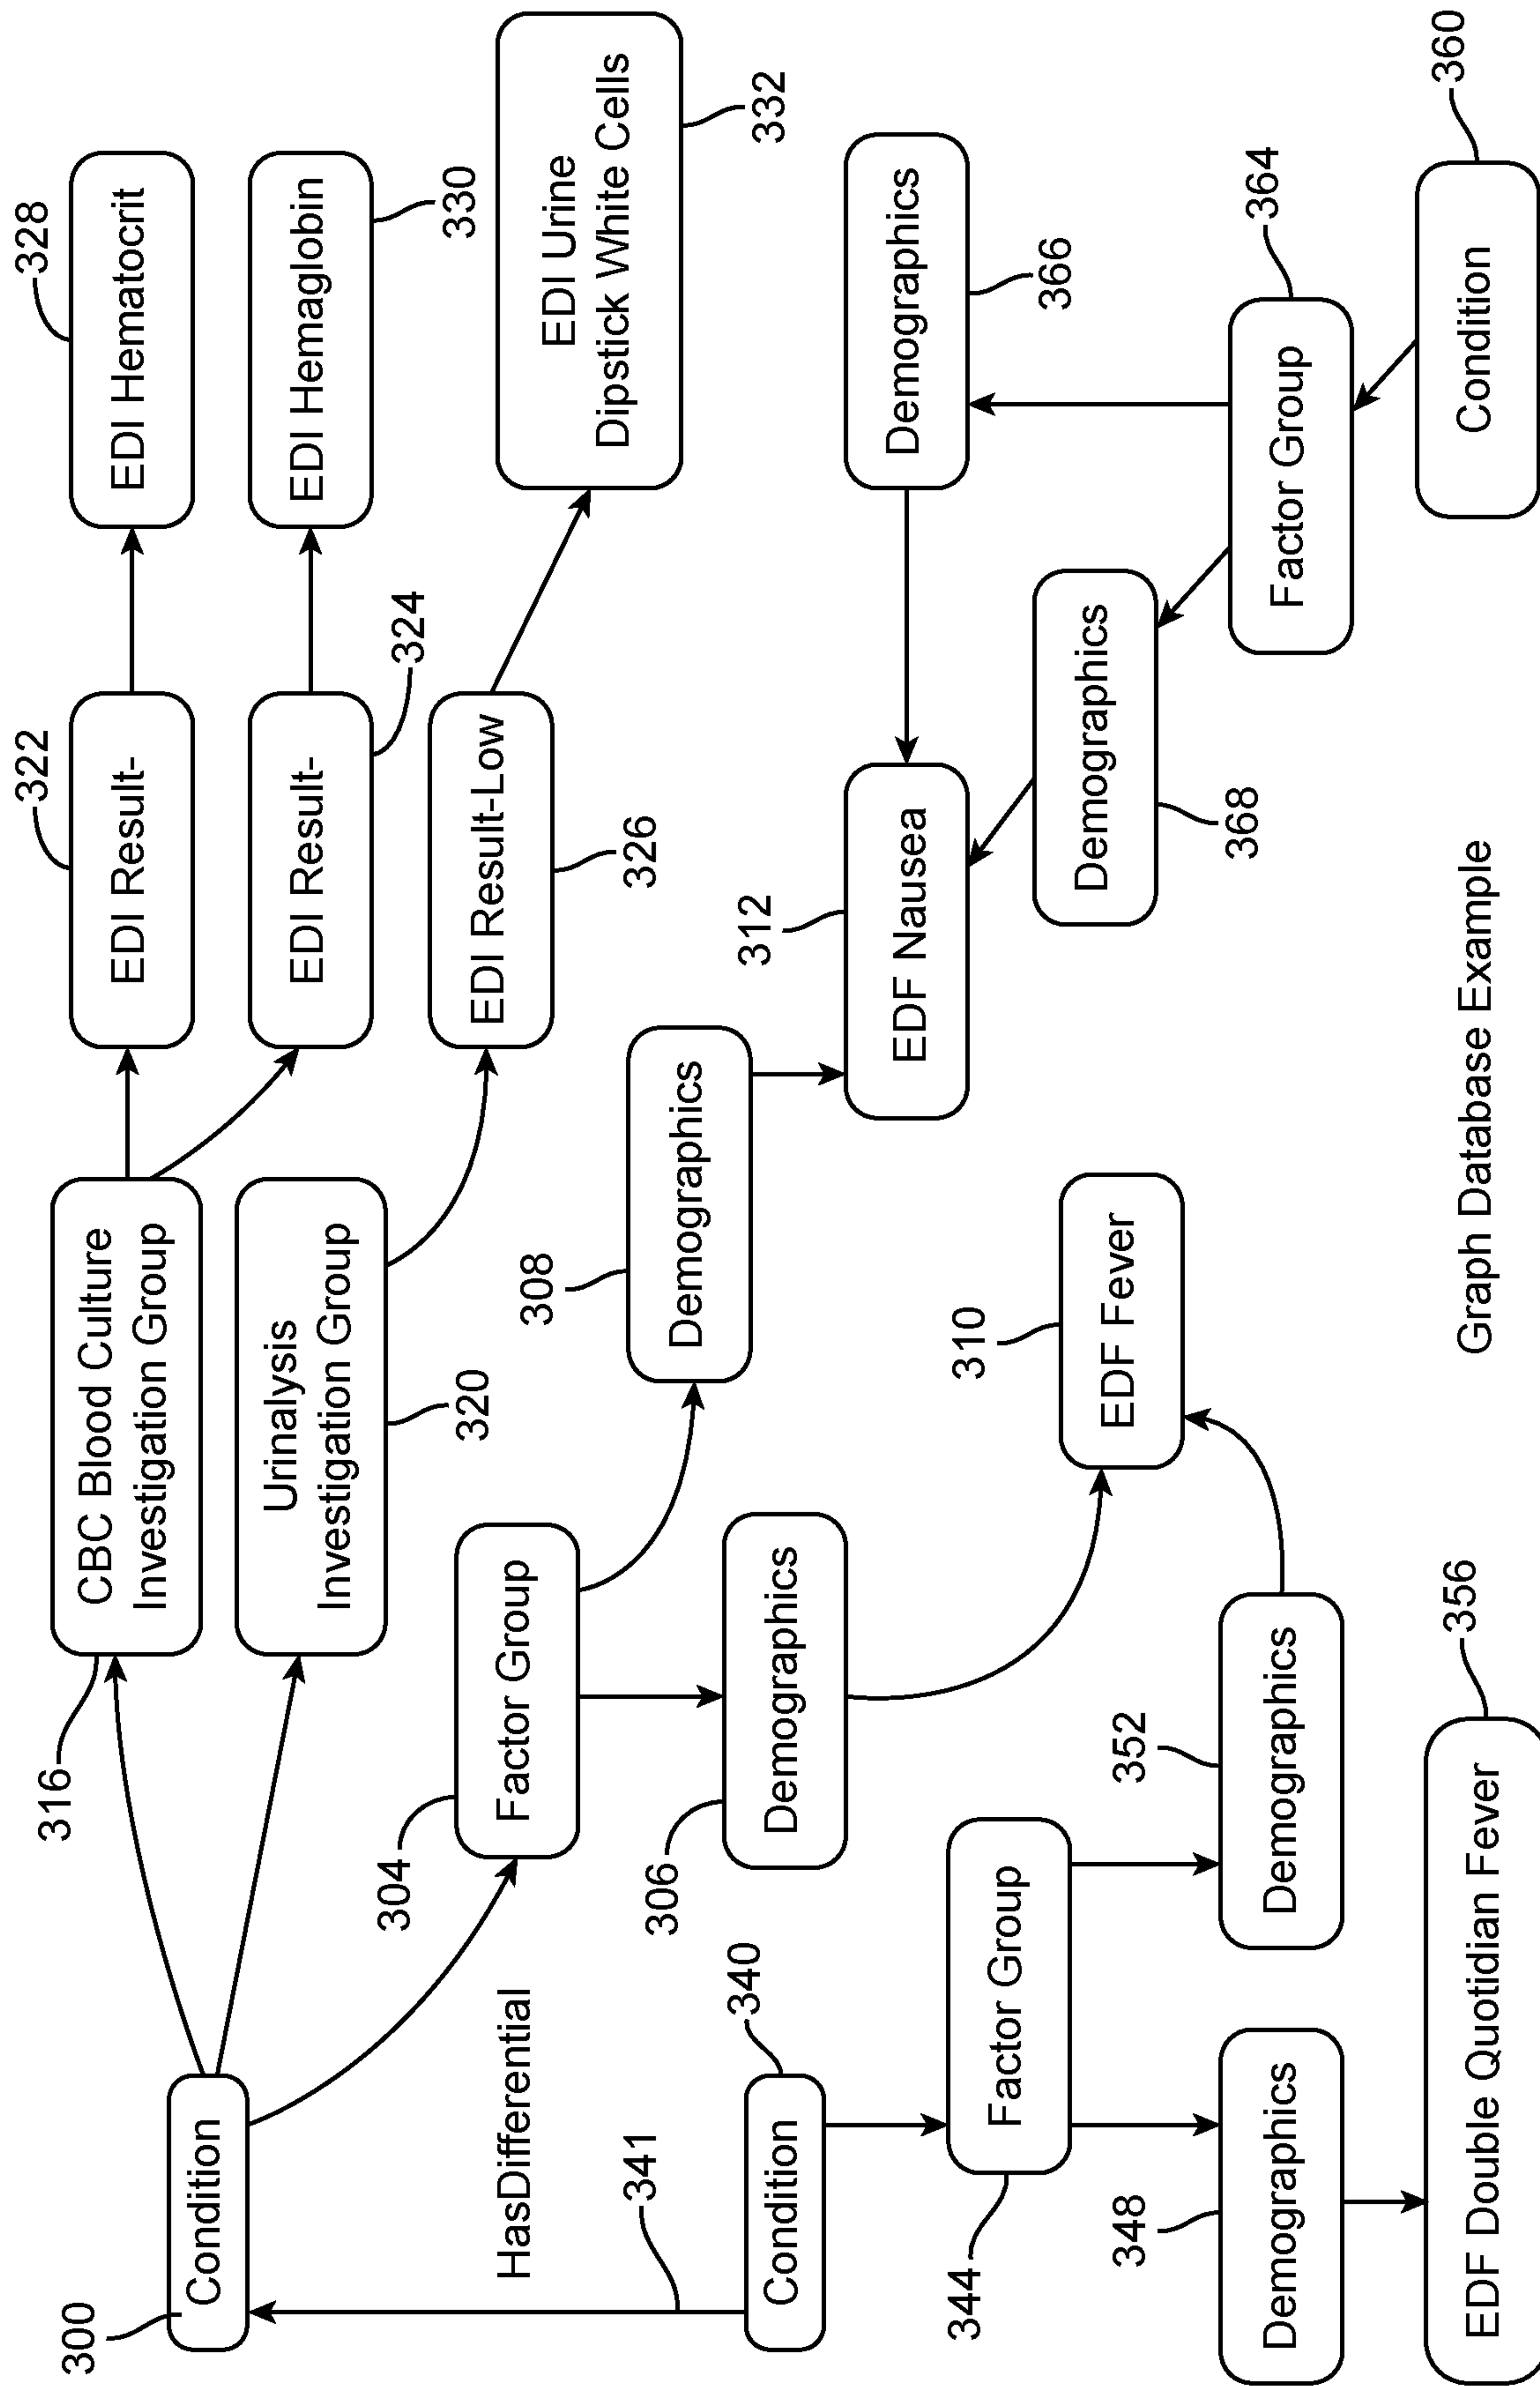 328
EDI Hematocrit
322
EDI Result-
CBC Blood Culture
Investigation Group
316
Condition
300
EDI Hemaglobin
330
EDI Result-
324
Urinalysis
Investigation Group
320
EDI Urine
Dipstick White Cells
332
EDI Result-Low
326
Factor Group
304
HasDifferential
341
Demographics
308
Demographics
306
Condition
340
Demographics
366
EDF Nausea
312
EDF Fever
310
Factor Group
344
Demographics
368
Factor Group
364
Demographics
352
Demographics
348
Condition
360
EDF Double Quotidian Fever
356
Graph Database Example